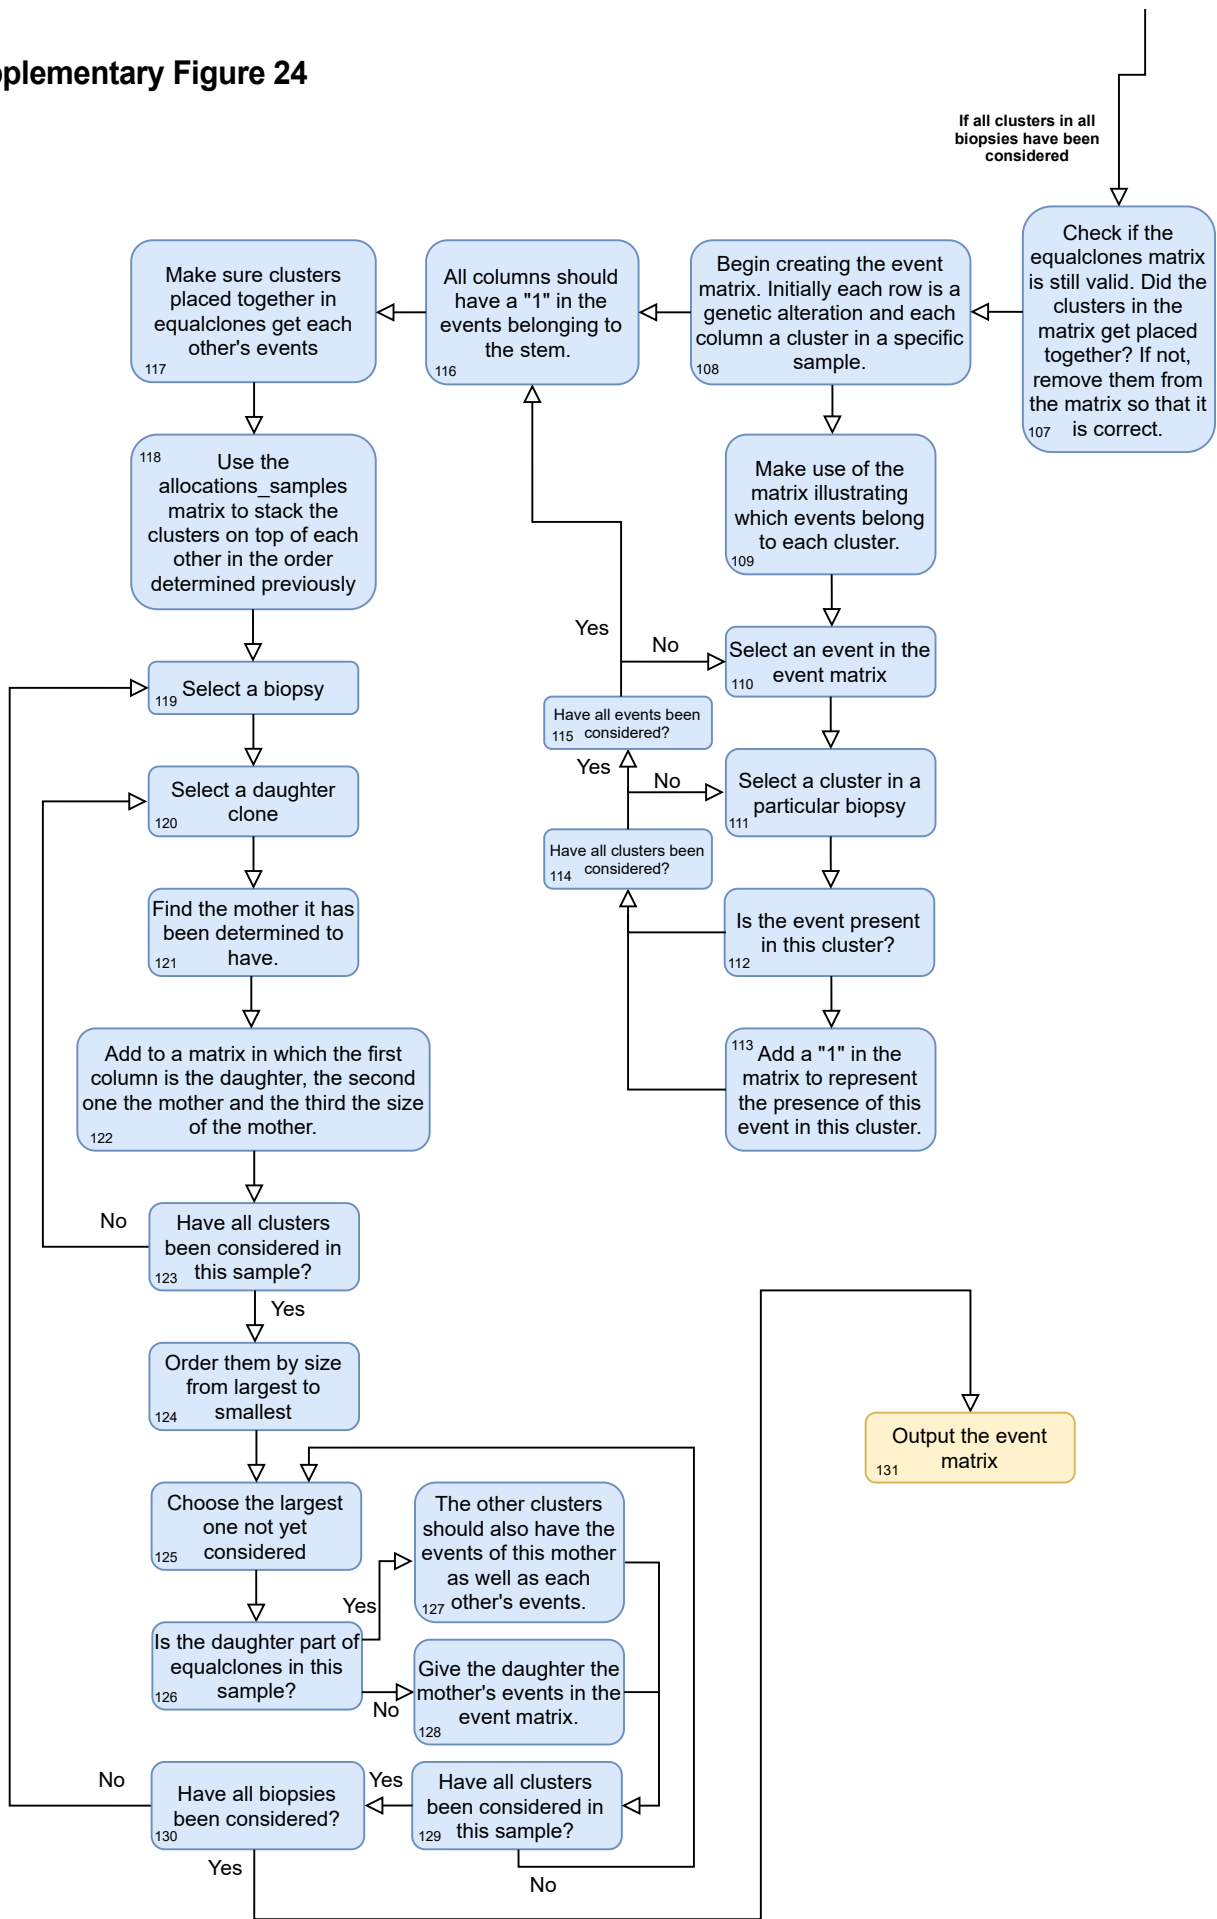 pplementary Figure 24
If all clusters in all
biopsies have been
considered
Check if the
equalclones matrix
is still valid. Did the
clusters in the
matrix get placed
together? If not,
remove them from
the matrix so that it
107 is correct.
Begin creating the event
matrix. Initially each row is a
genetic alteration and each
column a cluster in a specific
108 sample.
All columns should
have a "1" in the
events belonging to
the stem.
116
Make sure clusters
placed together in
equalclones get each
other's events
117
118 Use the
allocations_samples
matrix to stack the
clusters on top of each
other in the order
determined previously
Make use of the
matrix illustrating
which events belong
to each cluster.
109
Yes
No
Select an event in the
110 event matrix
119 Select a biopsy
Have all events been
115 considered?
Yes
No
Select a cluster in a
particular biopsy
111
Select a daughter
clone
120
Have all clusters been
114 considered?
Find the mother it has
been determined to
121 have.
Is the event present
in this cluster?
112
113 Add a "1" in the
matrix to represent
the presence of this
event in this cluster.
Add to a matrix in which the first
column is the daughter, the second
one the mother and the third the size
of the mother.
122
No
Have all clusters
been considered in
123 this sample?
Yes
Order them by size
from largest to
124 smallest
Output the event
131 matrix
Choose the largest
one not yet
125 considered
The other clusters
should also have the
events of this mother
as well as each
127 other's events.
Yes
Is the daughter part of
equalclones in this
126 sample?
No
Give the daughter the
mother's events in the
event matrix.
128
No
Have all biopsies
been considered?
130
Yes
Have all clusters
been considered in
129 this sample?
Yes
No